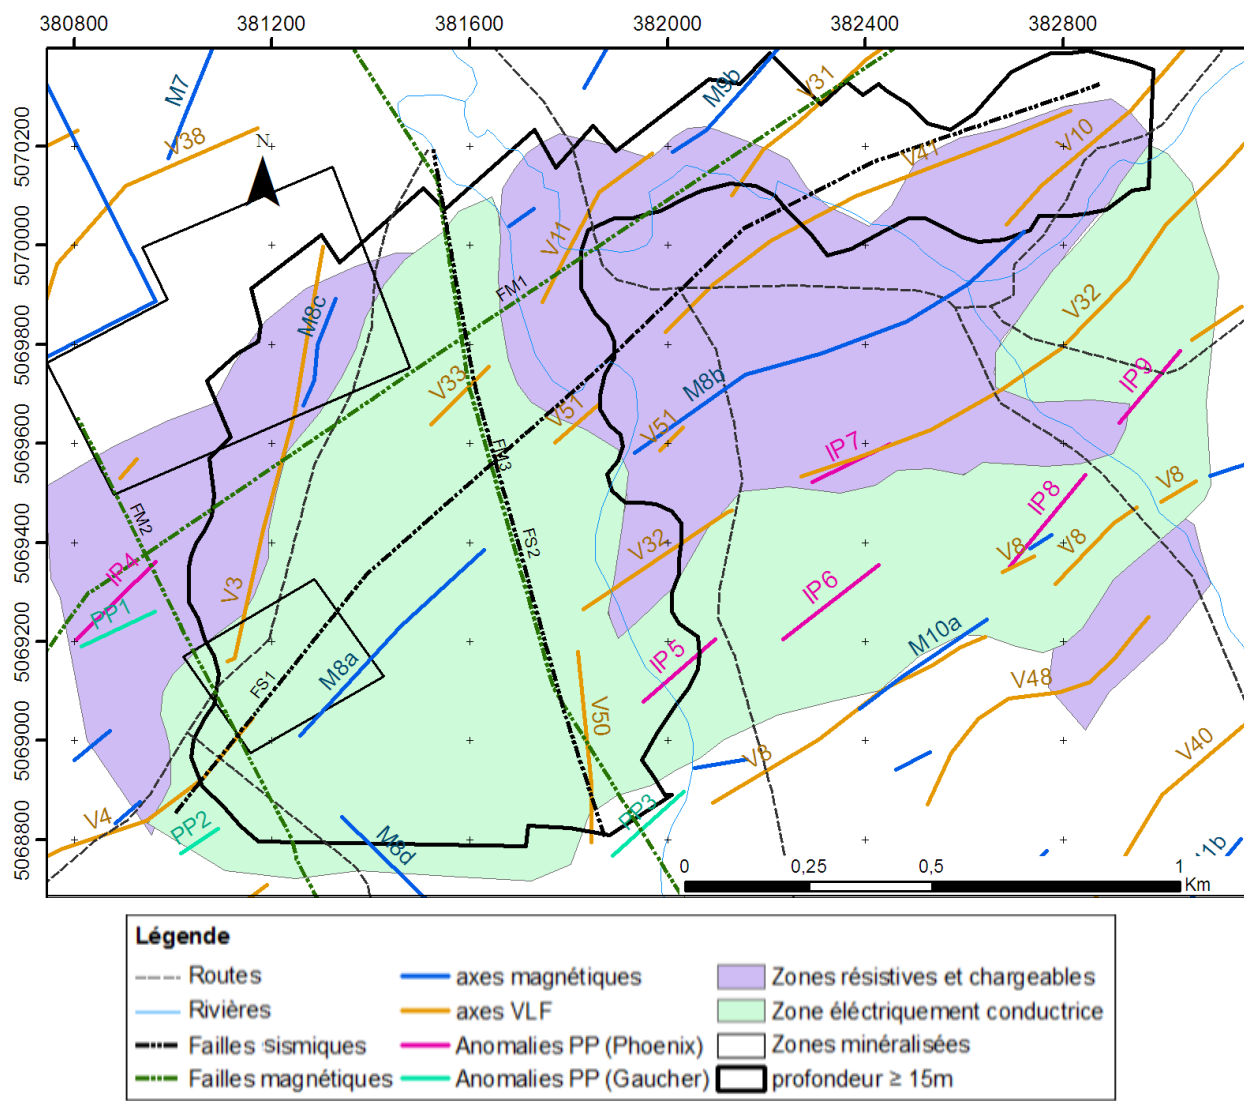 380800 381200 381600 382000 382400 382800
5070200
5070000
5069800
5069600
5069400
5069200
5069000
5068800
M7
V38
N
M9b
V31
V41
V10
V11
FM1
M8c
V33
V51
V51
M8b
V32
IP9
IP7
IP8
V8
V8
V8
FM3
FS2
FM2
IP4
PP1
V3
V32
IP6
IP5
M10a
V48
V40
FS1
M8a
V50
V8
V4
PP2
PP3
M8d
11b
0 0,25 0,5 1
Km
Légende
Routes
Rivières
Failles sismiques
Failles magnétiques
axes magnétiques
axes VLF
Anomalies PP (Phoenix)
Anomalies PP (Gaucher)
Zones résistives et chargeables
Zone éléctriquement conductrice
Zones minéralisées
profondeur ≥ 15m